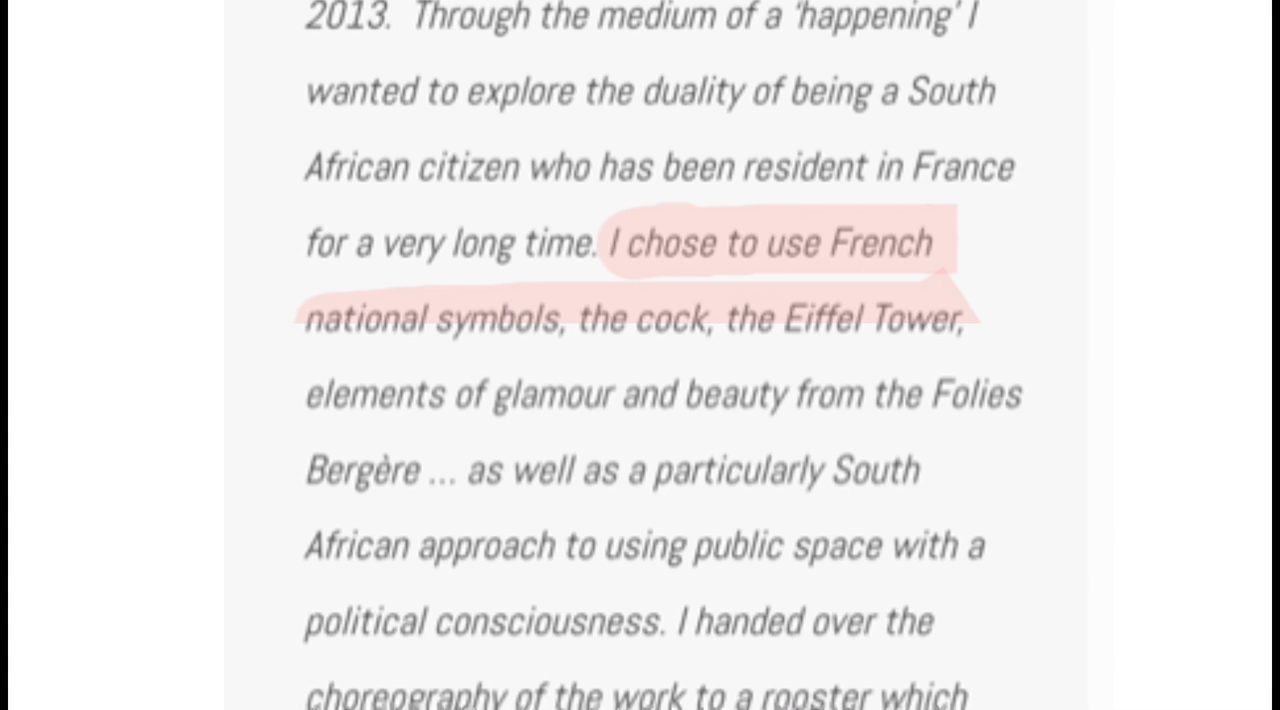 2013. Through the medium of a 'happening' I
wanted to explore the duality of being a South
African citizen who has been resident in France
for a very long time. I chose to use French
national symbols, the cock, the Eiffel Tower,
elements of glamour and beauty from the Folies
Bergère ... as well as a particularly South
African approach to using public space with a
political consciousness. I handed over the
choreography of the work to a rooster which